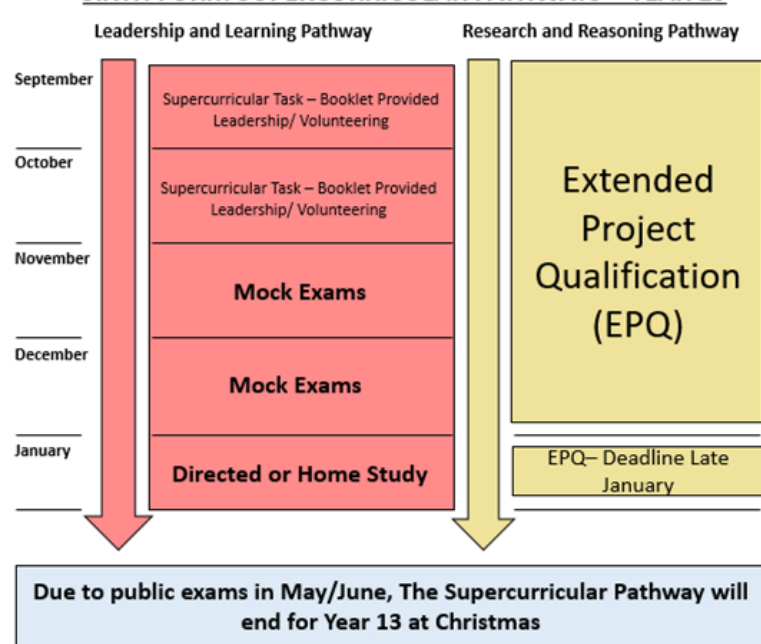 Leadership and Learning Pathway
Research and Reasoning Pathway
September
Supercurricular Task – Booklet Provided
Leadership/ Volunteering
October
Supercurricular Task – Booklet Provided
Leadership/ Volunteering
November
Mock Exams
December
Mock Exams
January
Directed or Home Study
Extended
Project
Qualification
(EPQ)
EPQ– Deadline Late
January
Due to public exams in May/June, The Supercurricular Pathway will
end for Year 13 at Christmas